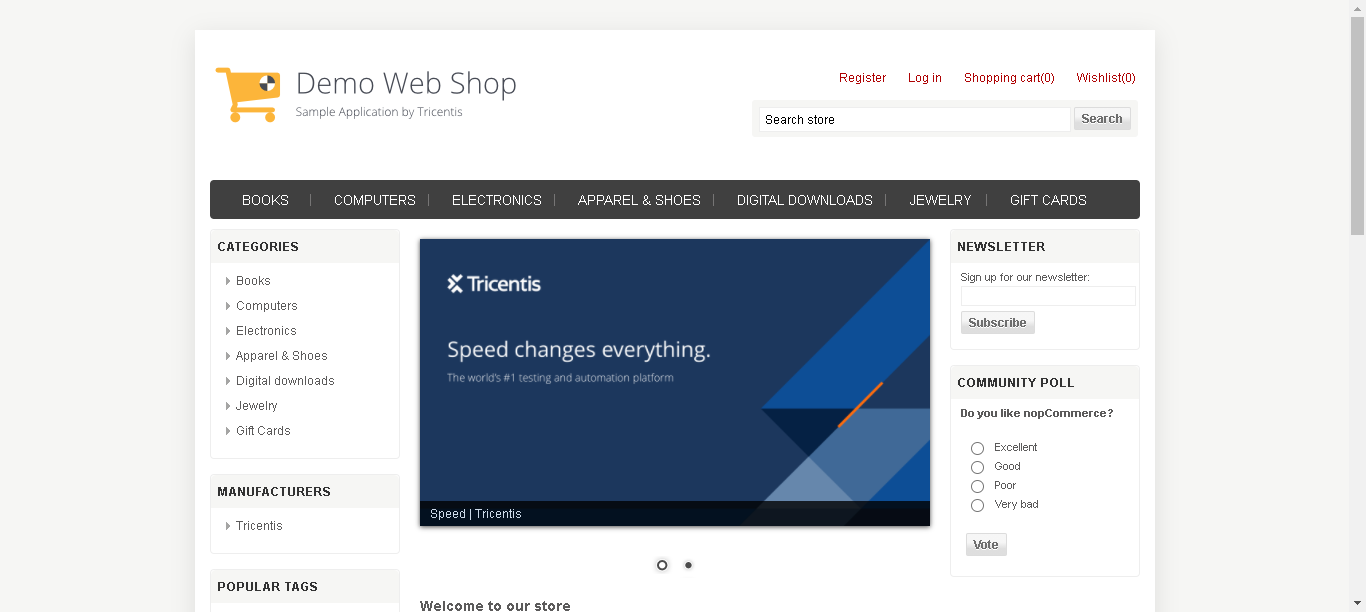 Demo Web Shop
Sample Application by Tricentis
Register Log in Shopping cart(0) Wishlist(0)
Search store Search
BOOKS COMPUTERS ELECTRONICS APPAREL & SHOES DIGITAL DOWNLOADS JEWELRY GIFT CARDS
CATEGORIES
Books
Computers
Electronics
Apparel & Shoes
Digital downloads
Jewelry
Gift Cards
MANUFACTURERS
Tricentis
POPULAR TAGS
Tricentis
Speed changes everything.
The world's #1 testing and automation platform
Speed | Tricentis
Welcome to our store
NEWSLETTER
Sign up for our newsletter:
Subscribe
COMMUNITY POLL
Do you like nopCommerce?
Excellent
Good
Poor
Very bad
Vote